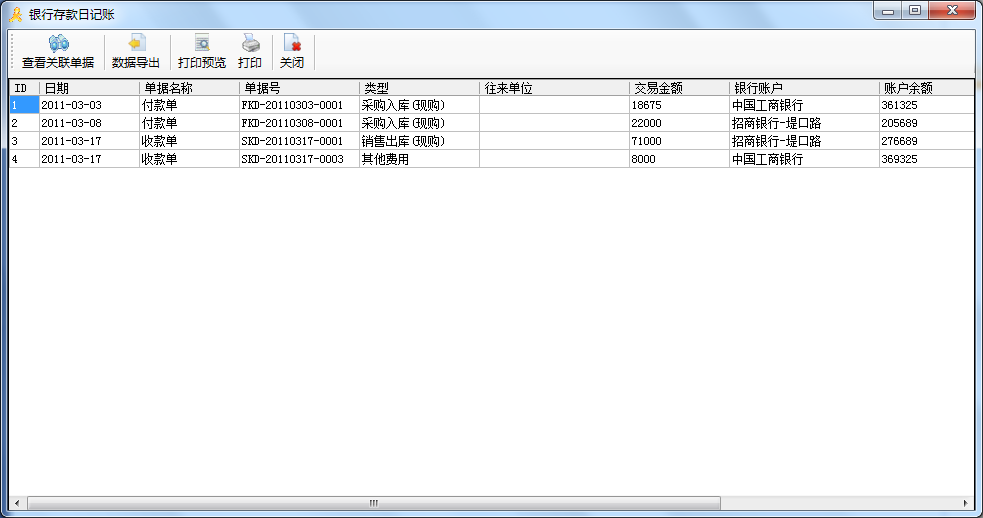 银行存款日记账
查看关联单据 数据导出 打印预览 打印 关闭
ID 日期 单据名称 单据号 类型 往来单位 交易金额 银行账户 账户余额
1 2011-03-03 付款单 FKD-20110303-0001 采购入库(现购) 18675 中国工商银行 361325
2 2011-03-08 付款单 FKD-20110308-0001 采购入库(现购) 22000 招商银行-堤口路 205689
3 2011-03-17 收款单 SKD-20110317-0001 销售出库(现购) 71000 招商银行-堤口路 276689
4 2011-03-17 收款单 SKD-20110317-0003 其他费用 8000 中国工商银行 369325